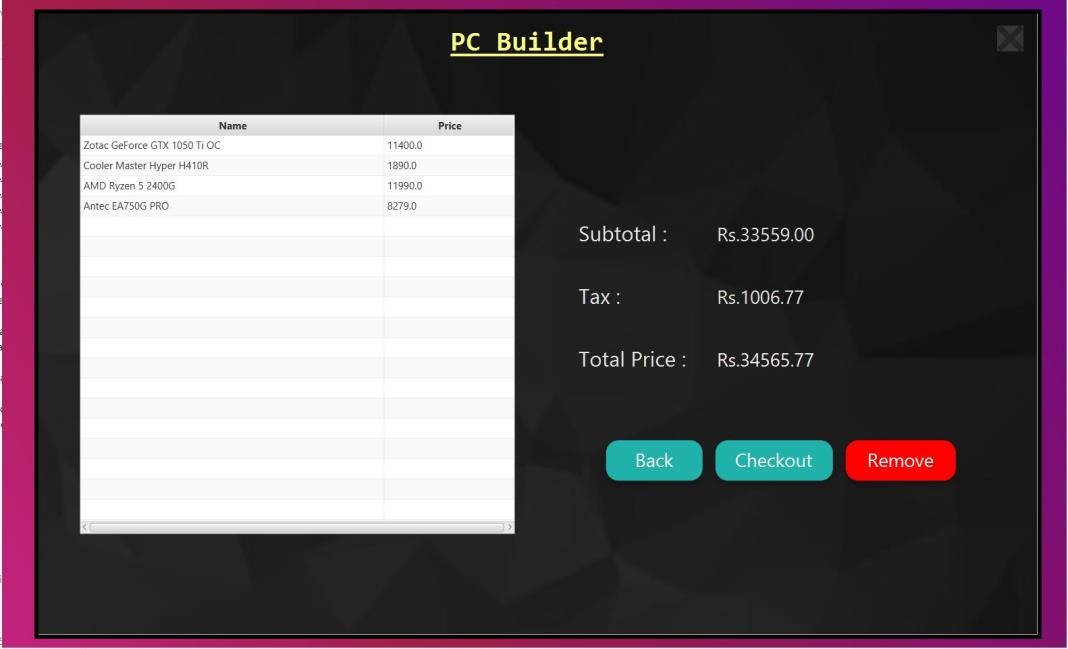 PC Builder
Name Price
Zotac GeForce GTX 1050 Ti OC 11400.0
Cooler Master Hyper H410R 1890.0
AMD Ryzen 5 2400G 11990.0
Antec EA750G PRO 8279.0
Subtotal : Rs.33559.00
Tax : Rs.1006.77
Total Price : Rs.34565.77
Back Checkout Remove